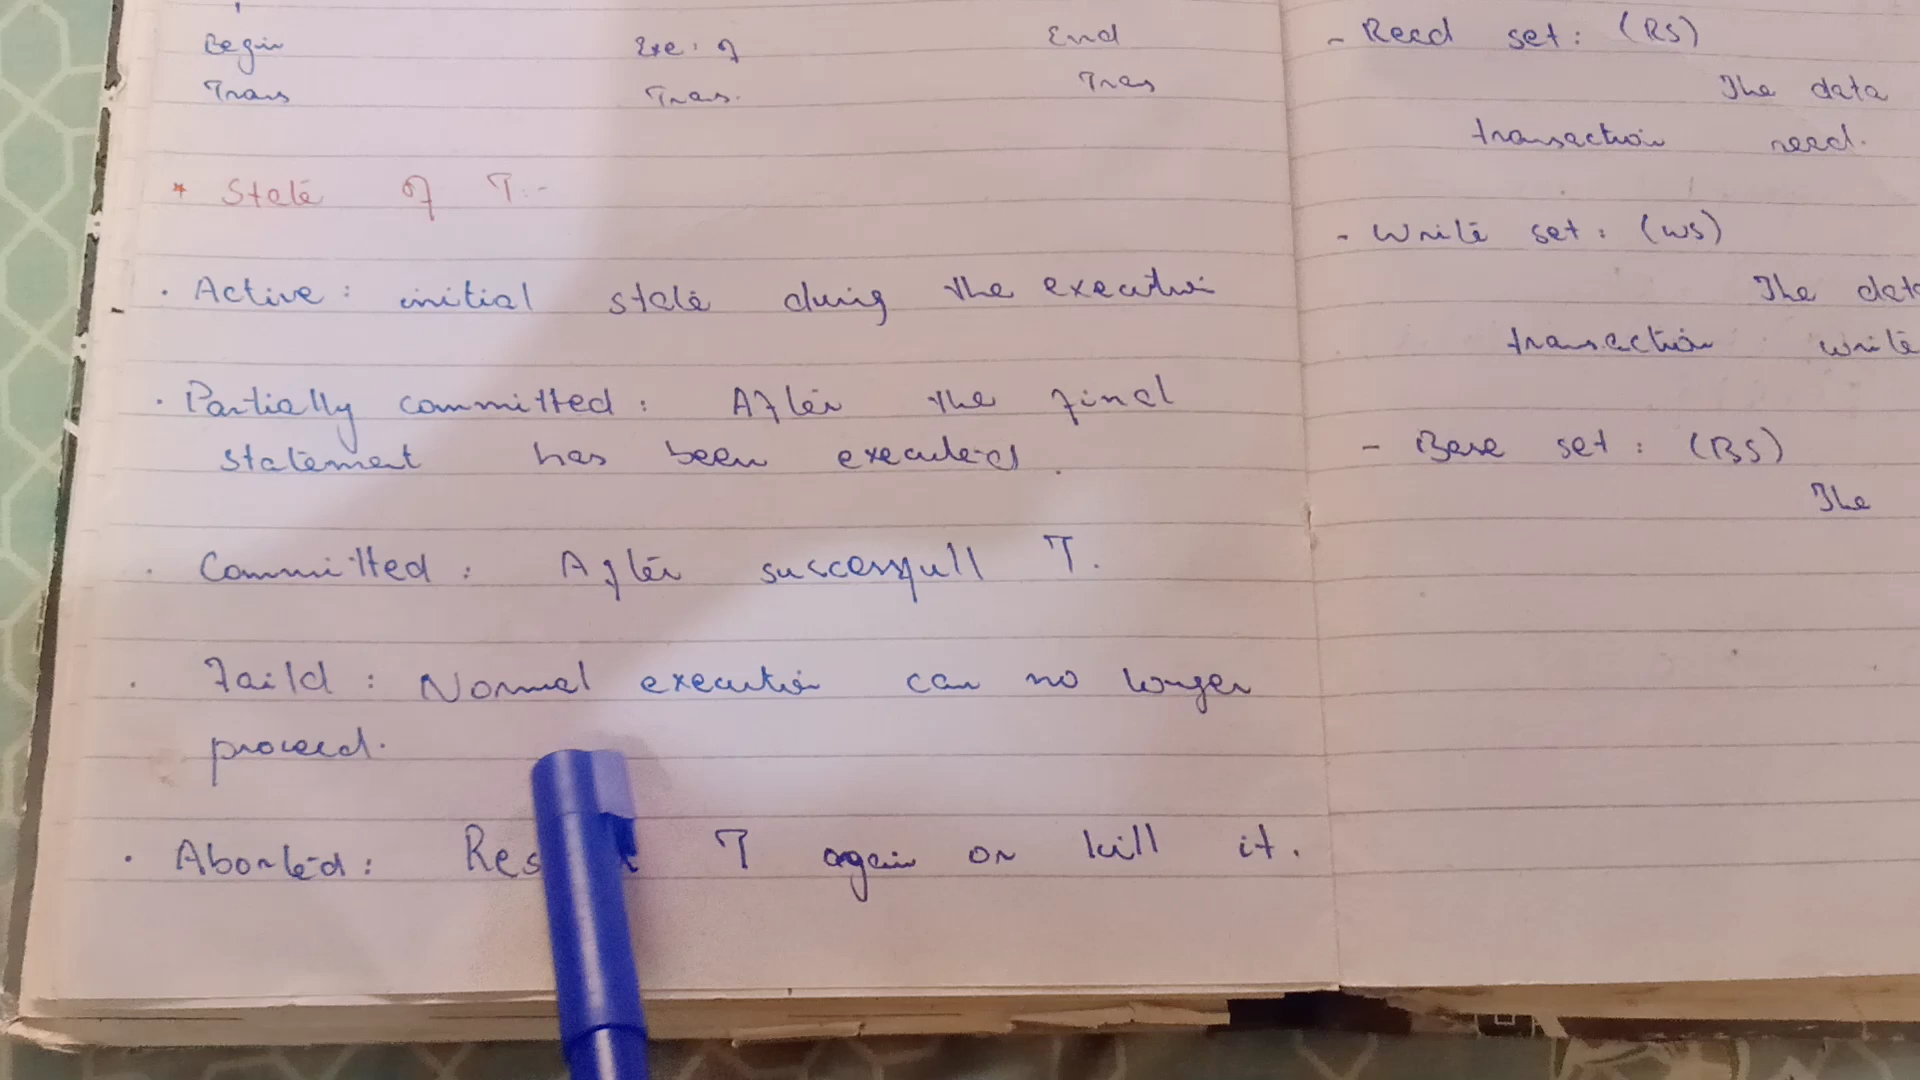 Begin Exe: of End
Trans Trans. Trans
* State of T:-
. Active: initial state during the execution
. Partially committed: After the final
statement has been executed.
. Committed: After successfull T.
. Faild: Normal execution can no longer
proceed.
. Aborted: T again or kill it.
- Read set: (RS)
The data
transaction read.
- Write set: (WS)
The data
transaction write
- Base set: (BS)
The